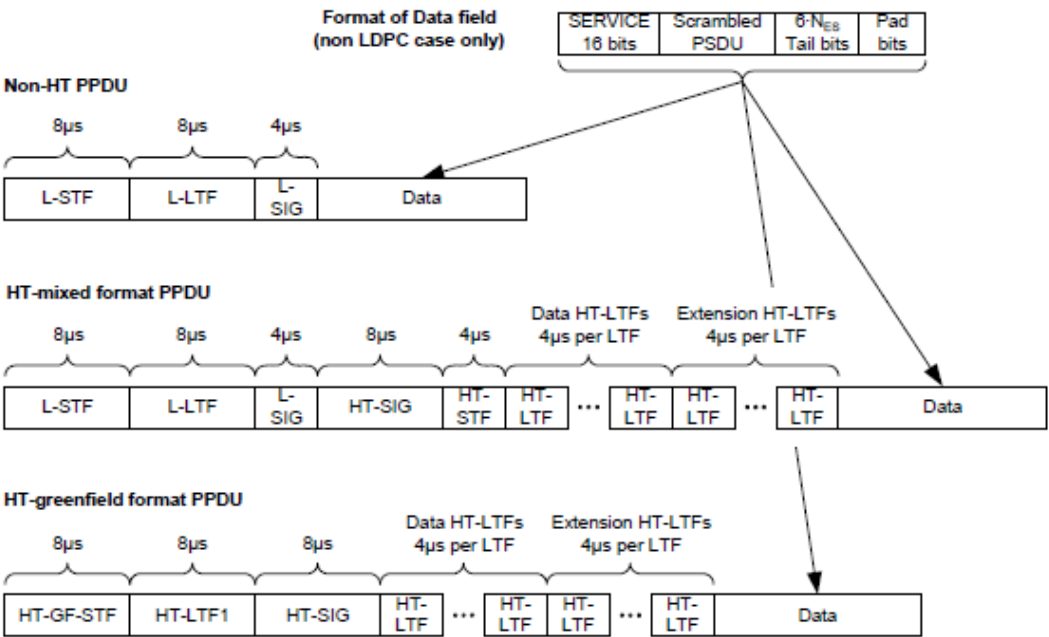 Format of Data field
(non LDPC case only)
SERVICE 16 bits
Scrambled PSDU
6·NES Tail bits
Pad bits
Non-HT PPDU
8µs 8µs 4µs
L-STF L-LTF L-SIG Data
HT-mixed format PPDU
Data HT-LTFs 4µs per LTF
Extension HT-LTFs 4µs per LTF
8µs 8µs 4µs 8µs 4µs
L-STF L-LTF L-SIG HT-SIG HT-STF HT-LTF ... HT-LTF HT-LTF ... HT-LTF Data
HT-greenfield format PPDU
Data HT-LTFs 4µs per LTF
Extension HT-LTFs 4µs per LTF
8µs 8µs 8µs
HT-GF-STF HT-LTF1 HT-SIG HT-LTF ... HT-LTF HT-LTF ... HT-LTF Data